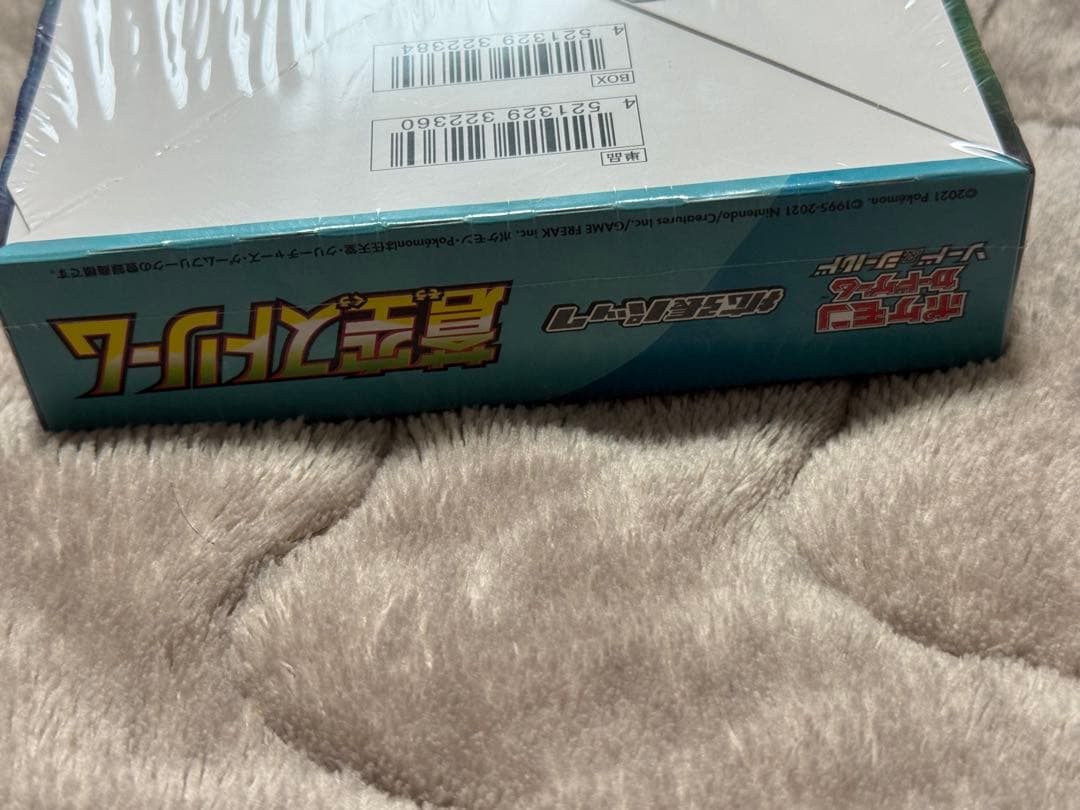 ポケモン
カードゲーム
ソード&シールド
拡張パック
蒼空ストリーム
そう くう
©2021 Pokémon. ©1995-2021 Nintendo/Creatures Inc./GAME FREAK inc. ポケモン・Pokémonは任天堂・クリーチャーズ・ゲームフリークの登録商標です。
単品
4 521329 322360
BOX
4 521329 322384